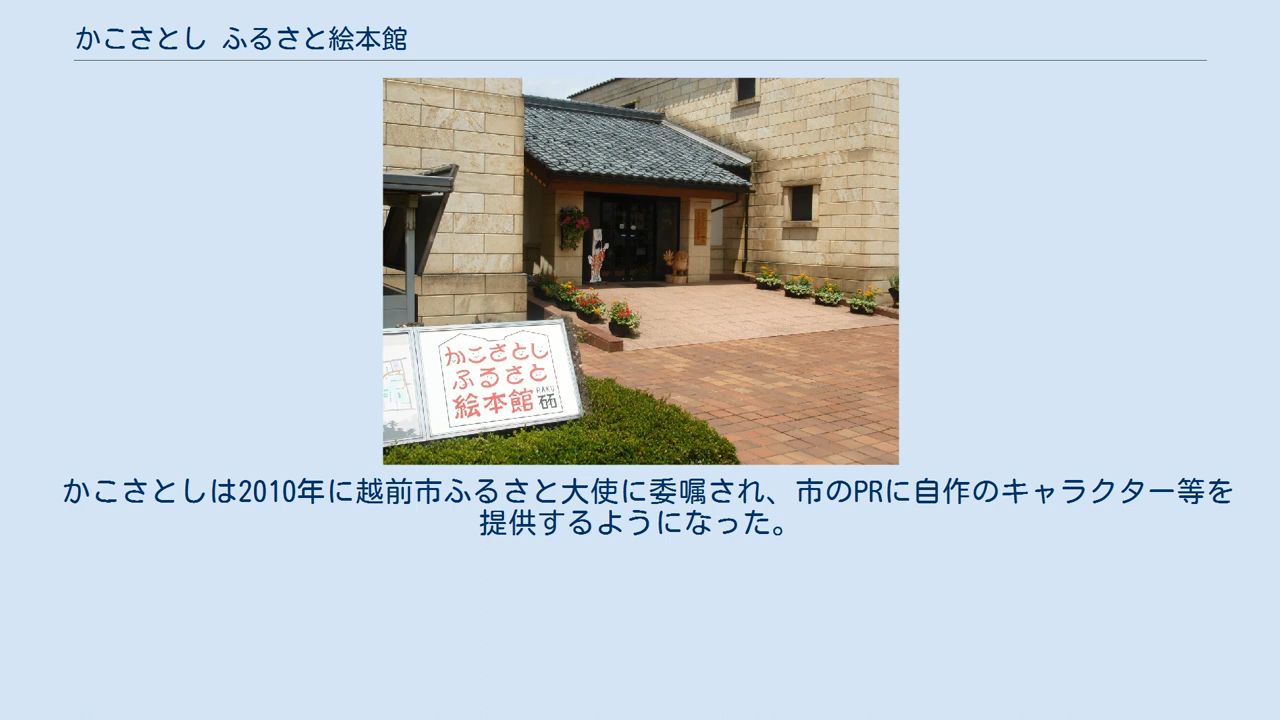 かこさとし ふるさと絵本館
かこさとし
ふるさと
絵本館
RAKU
砳
かこさとしは2010年に越前市ふるさと大使に委嘱され、市のPRに自作のキャラクター等を
提供するようになった。